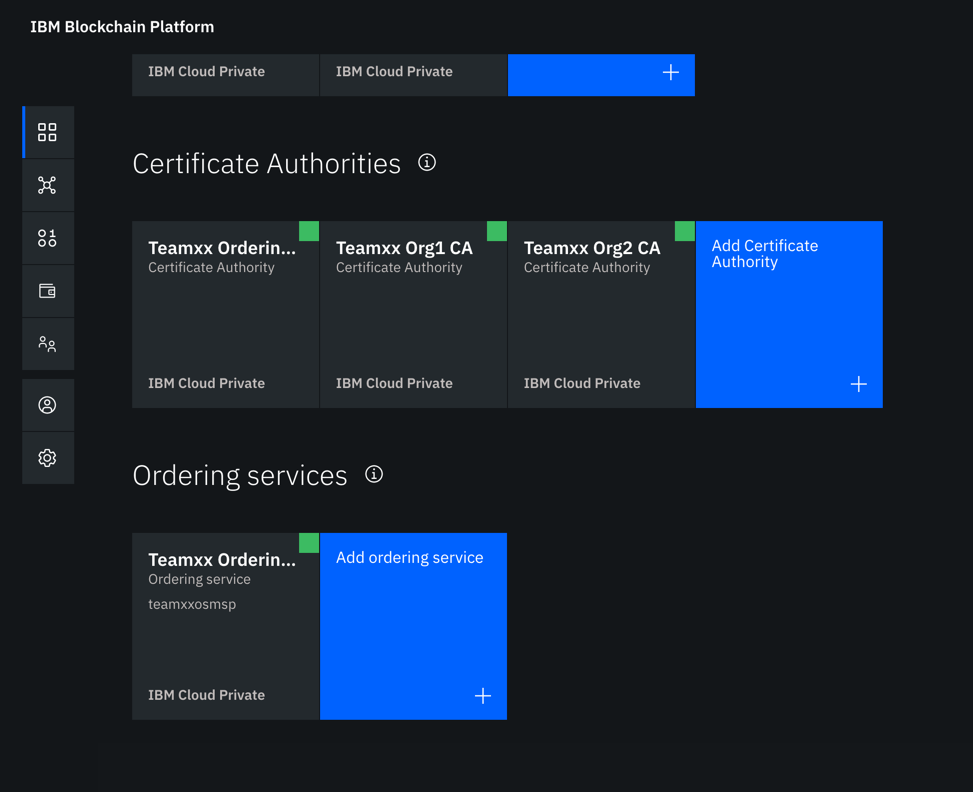 IBM Blockchain Platform
IBM Cloud Private
IBM Cloud Private
Certificate Authorities
Teamxx Orderin...
Certificate Authority
IBM Cloud Private
Teamxx Org1 CA
Certificate Authority
IBM Cloud Private
Teamxx Org2 CA
Certificate Authority
IBM Cloud Private
Add Certificate
Authority
Ordering services
Teamxx Orderin...
Ordering service
teamxxosmsp
IBM Cloud Private
Add ordering service